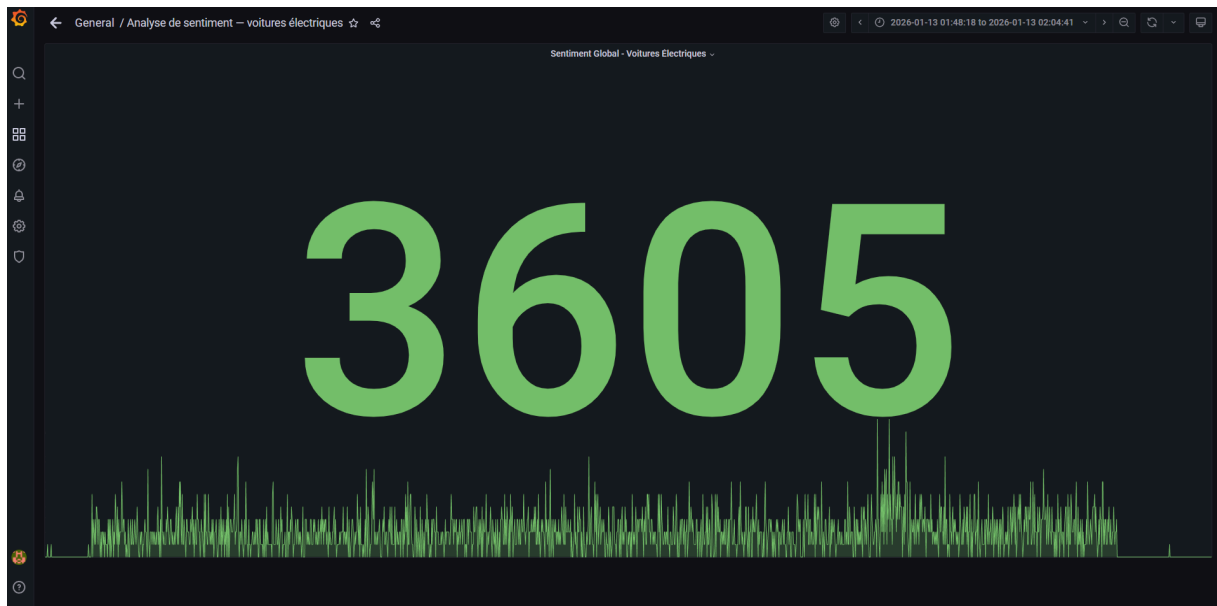 General / Analyse de sentiment — voitures électriques
2026-01-13 01:48:18 to 2026-01-13 02:04:41
Sentiment Global - Voitures Électriques
3605